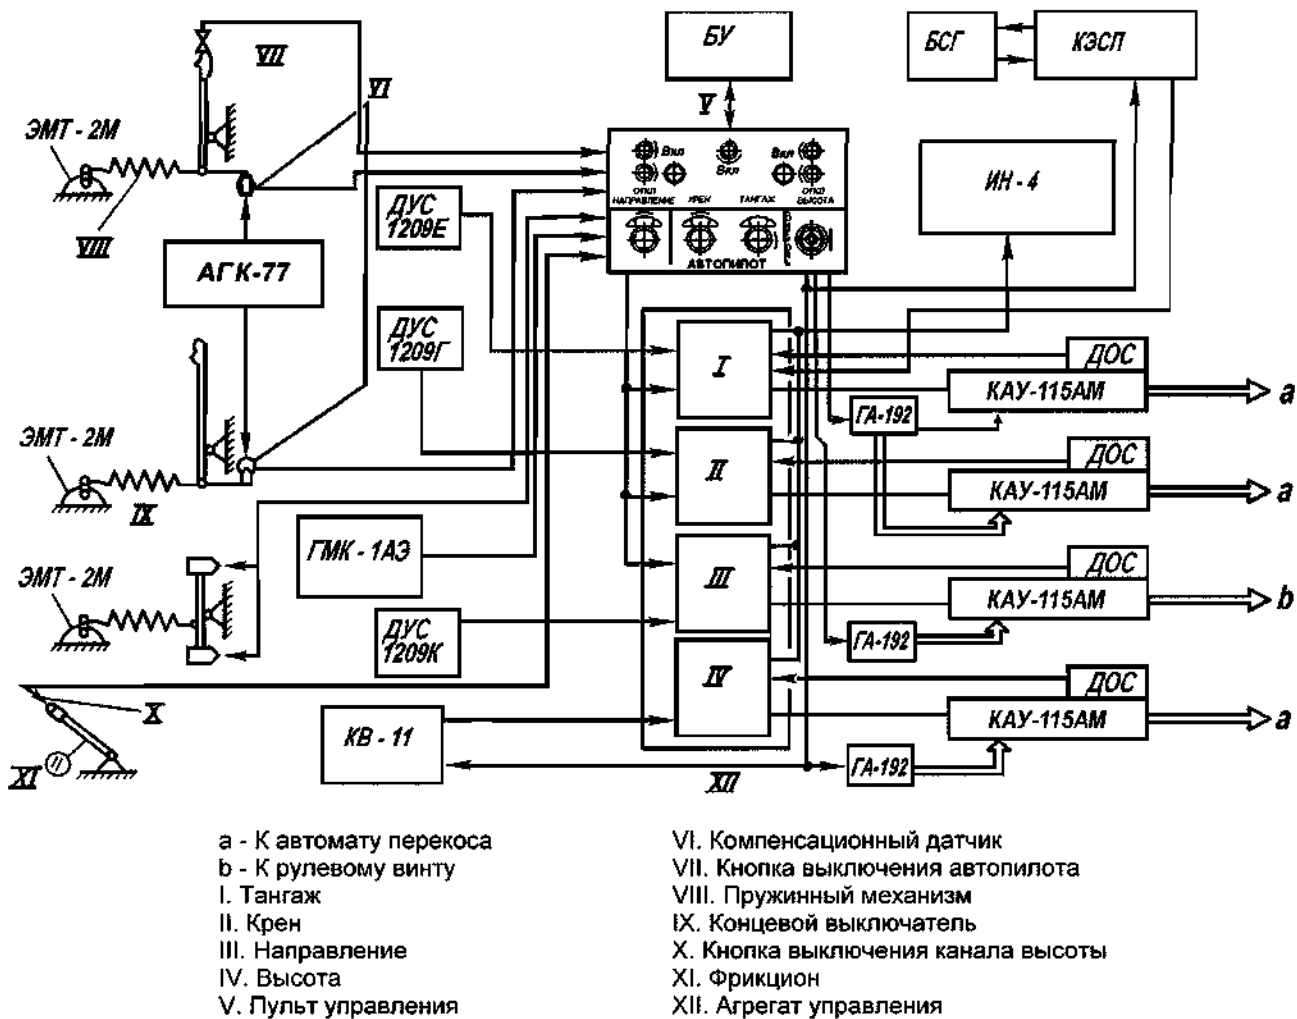 VII
БУ
БСГ
КЭСП
VI
V
ЭМТ - 2М
Вкл
Вкл
Вкл
ИН - 4
ОТКЛ
ОТКЛ
НАПРАВЛЕНИЕ
КРЕН
ТАНГАЖ
ВЫСОТА
ДУС
1209Е
VIII
АГК-77
АВТОПИЛОТ
ДУС
1209Г
I
ДОС
КАУ-115АМ
a
ГА-192
ЭМТ - 2М
II
ДОС
КАУ-115АМ
a
IX
ГМК - 1АЭ
III
ДОС
КАУ-115АМ
b
ЭМТ - 2М
ДУС
1209К
ГА-192
IV
ДОС
КАУ-115АМ
a
X
КВ - 11
XI
XII
ГА-192
a - К автомату перекоса
b - К рулевому винту
I. Тангаж
II. Крен
III. Направление
IV. Высота
V. Пульт управления
VI. Компенсационный датчик
VII. Кнопка выключения автопилота
VIII. Пружинный механизм
IX. Концевой выключатель
X. Кнопка выключения канала высоты
XI. Фрикцион
XII. Агрегат управления